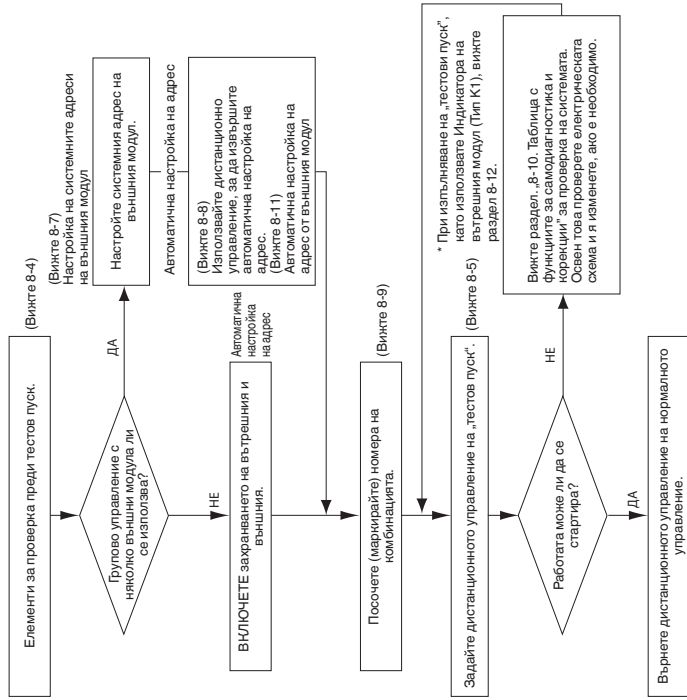 Елементи за проверка преди тестов пуск.
(Вижте 8-4)
Групово управление с
няколко външни модула ли
се използва?
ДА
(Вижте 8-7)
Настройка на системните адреси
на външния модул
Настройте системния адрес на
външния модул.
Автоматична настройка на адрес
НЕ
ВКЛЮЧЕТЕ захранването на вътрешния и
външния.
Автоматична
настройка
на адрес
(Вижте 8-8)
Използвайте дистанционно
управление, за да извършите
автоматична настройка на
адрес.
(Вижте 8-11)
Автоматична настройка на
адрес от външния модул
Посочете (маркирайте) номера на
комбинацията.
(Вижте 8-9)
* При изпълняване на „тестови пуск“,
като използвате Индикатора на
вътрешния модул (Тип K1), вижте
раздел 8-12.
Задайте дистанционното управление на „тестов пуск“.
(Вижте 8-5)
Работата може ли да се
стартира?
НЕ
Вижте раздел. „8-10. Таблица с
функциите за самодиагностика и
корекции“ за проверка на системата.
Освен това проверете електрическата
схема и я изменете, ако е необходимо.
ДА
Върнете дистанционното управление на нормалното
управление.